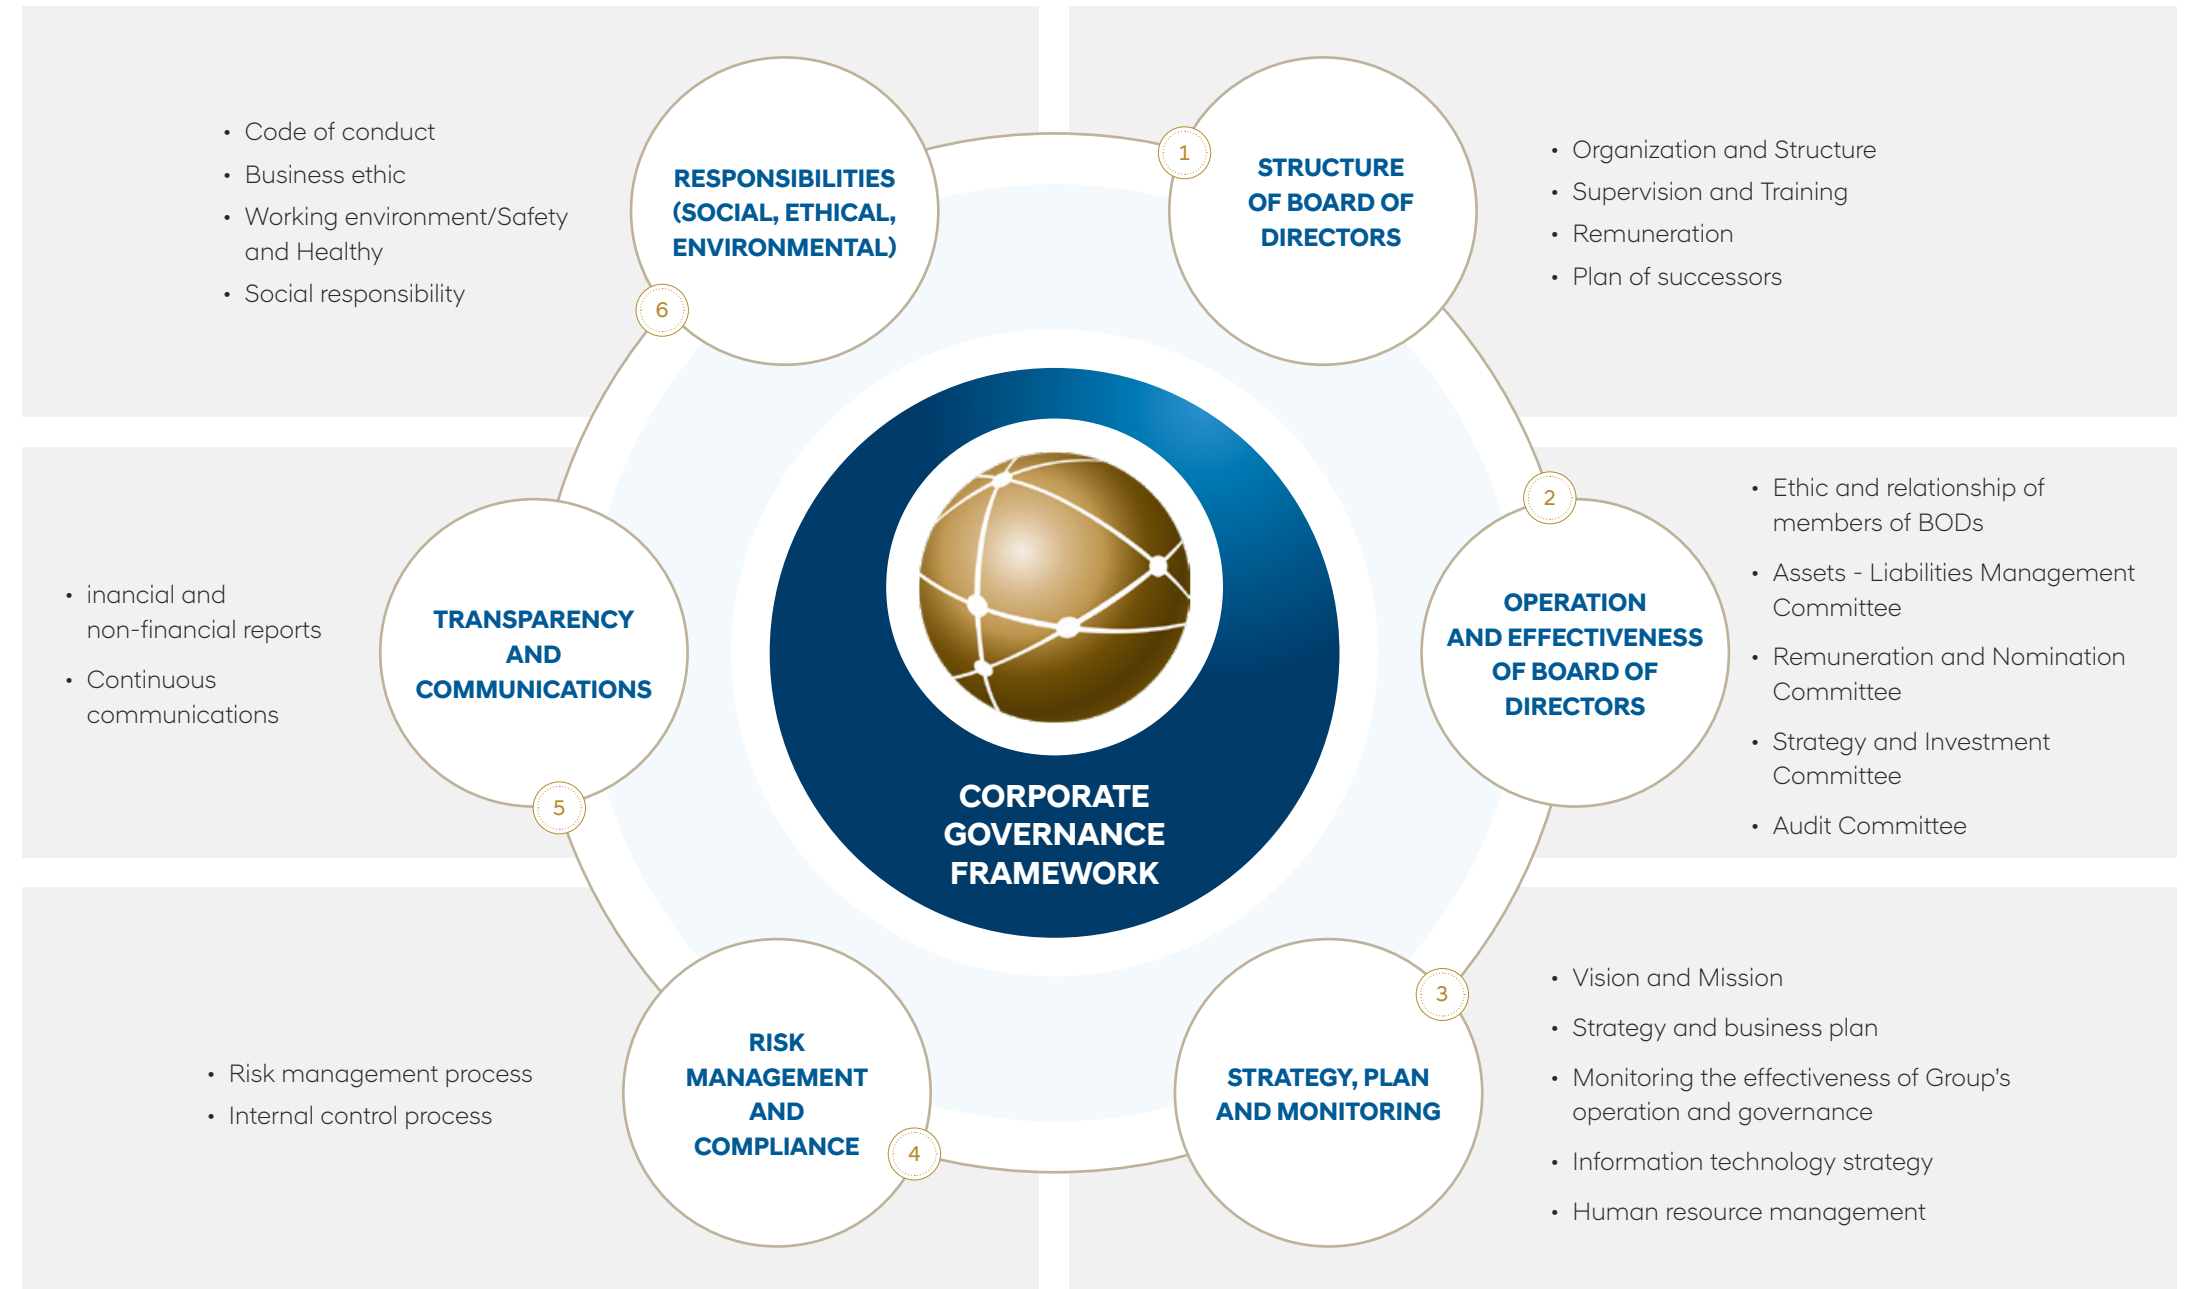 CORPORATE
GOVERNANCE
FRAMEWORK
1
STRUCTURE
OF BOARD OF
DIRECTORS
• Organization and Structure
• Supervision and Training
• Remuneration
• Plan of successors
2
OPERATION
AND EFFECTIVENESS
OF BOARD OF
DIRECTORS
• Ethic and relationship of
members of BODs
• Assets - Liabilities Management
Committee
• Remuneration and Nomination
Committee
• Strategy and Investment
Committee
• Audit Committee
3
STRATEGY, PLAN
AND MONITORING
• Vision and Mission
• Strategy and business plan
• Monitoring the effectiveness of Group's
operation and governance
• Information technology strategy
• Human resource management
4
RISK
MANAGEMENT
AND
COMPLIANCE
• Risk management process
• Internal control process
5
TRANSPARENCY
AND
COMMUNICATIONS
• inancial and
non-financial reports
• Continuous
communications
6
RESPONSIBILITIES
(SOCIAL, ETHICAL,
ENVIRONMENTAL)
• Code of conduct
• Business ethic
• Working environment/Safety
and Healthy
• Social responsibility